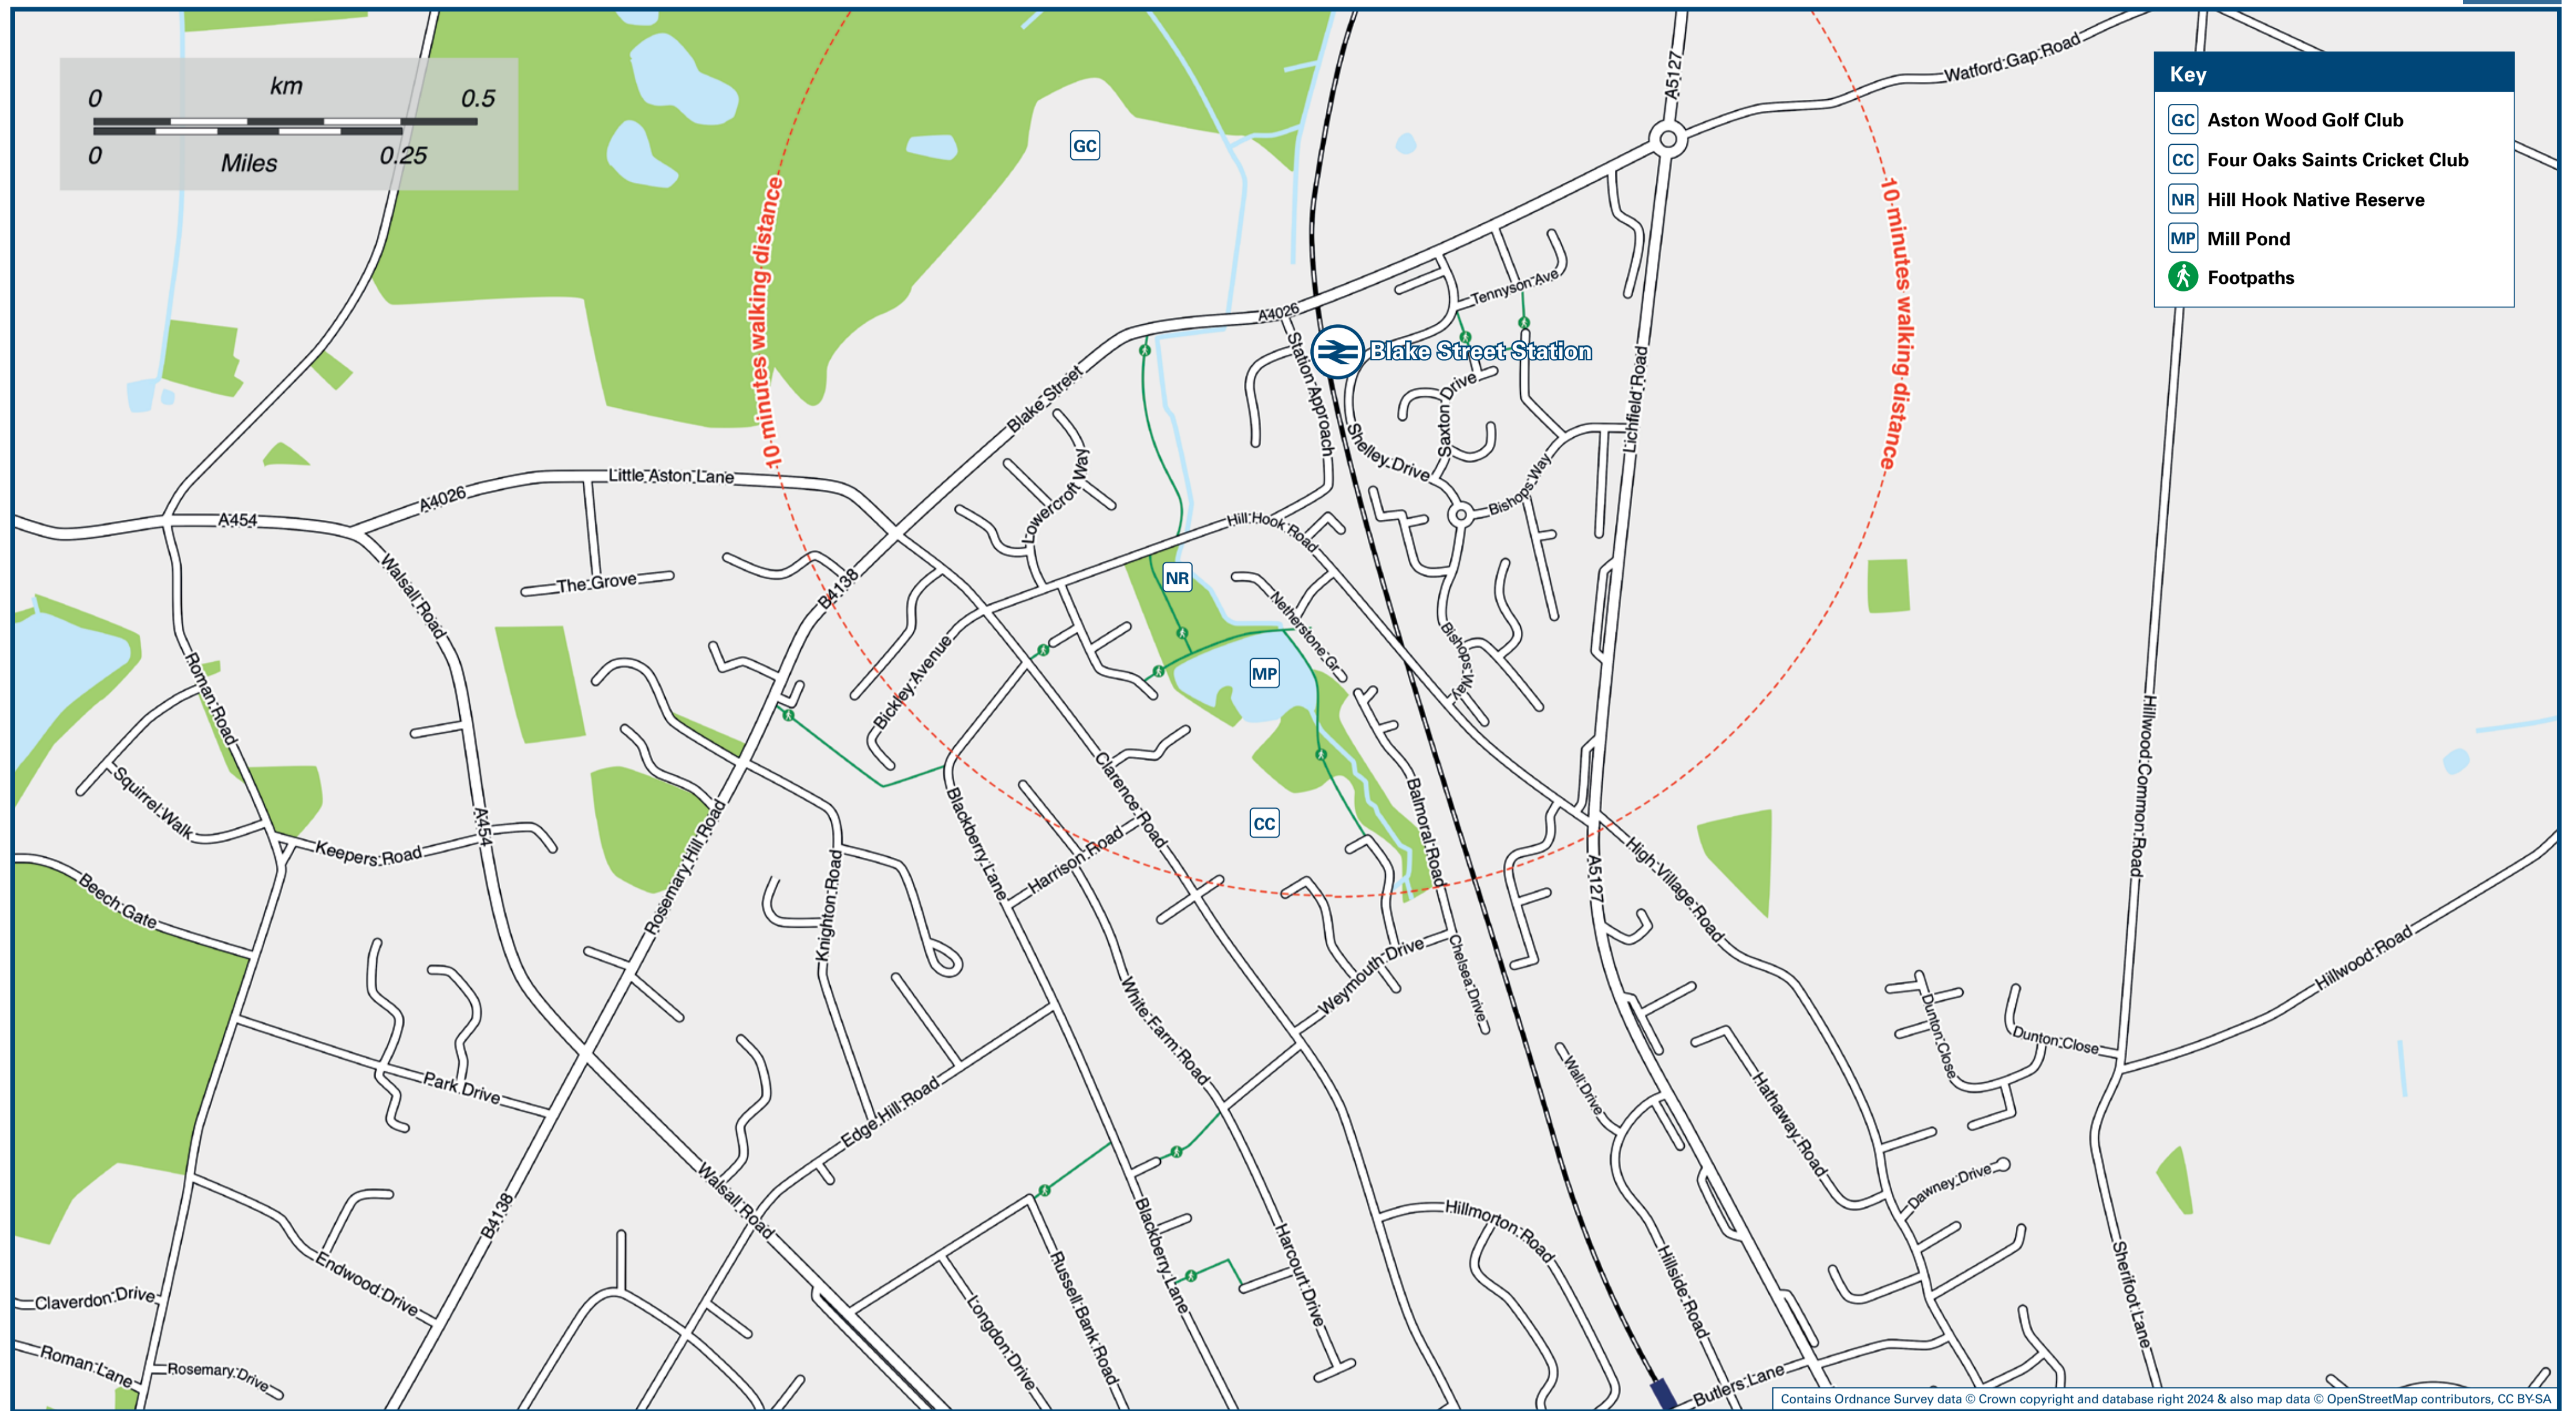 km
0 0.5
0 0.25
Miles
Key
GC Aston Wood Golf Club
CC Four Oaks Saints Cricket Club
NR Hill Hook Native Reserve
MP Mill Pond
Footpaths
A5127
Watford Gap Road
GC
10 minutes walking distance
10 minutes walking distance
A4026
Tennyson Ave
Blake Street Station
Station Approach
Blake Street
Saxton Drive
Lichfield Road
Shelley Drive
Lowercroft Way
Little Aston Lane
A4026
A454
Bishops Way
Hill Hook Road
Walsall Road
The Grove
B4138
NR
Netherstone Gr
Bishops Way
Bickley Avenue
MP
Roman Road
Hillwood Common Road
Squirrel Walk
A454
Keepers Road
Clarence Road
Balmoral Road
CC
Blackberry Lane
Harrison Road
Rosemary Hill Road
Knighton Road
A5127
High Village Road
Beech Gate
Weymouth Drive
Chelsea Drive
Hillwood Road
White Farm Road
Dunton Close
Dunton Close
Park Drive
Edge Hill Road
Wall Drive
Hathaway Road
Walsall Road
Dawney Drive
B4138
Blackberry Lane
Harcourt Drive
Hillmorton Road
Endwood Drive
Russell Bank Road
Hillside Road
Sherifoot Lane
Claverdon Drive
Longdon Drive
Roman Lane
Rosemary Drive
Butlers Lane
Contains Ordnance Survey data © Crown copyright and database right 2024 & also map data © OpenStreetMap contributors, CC BY-SA